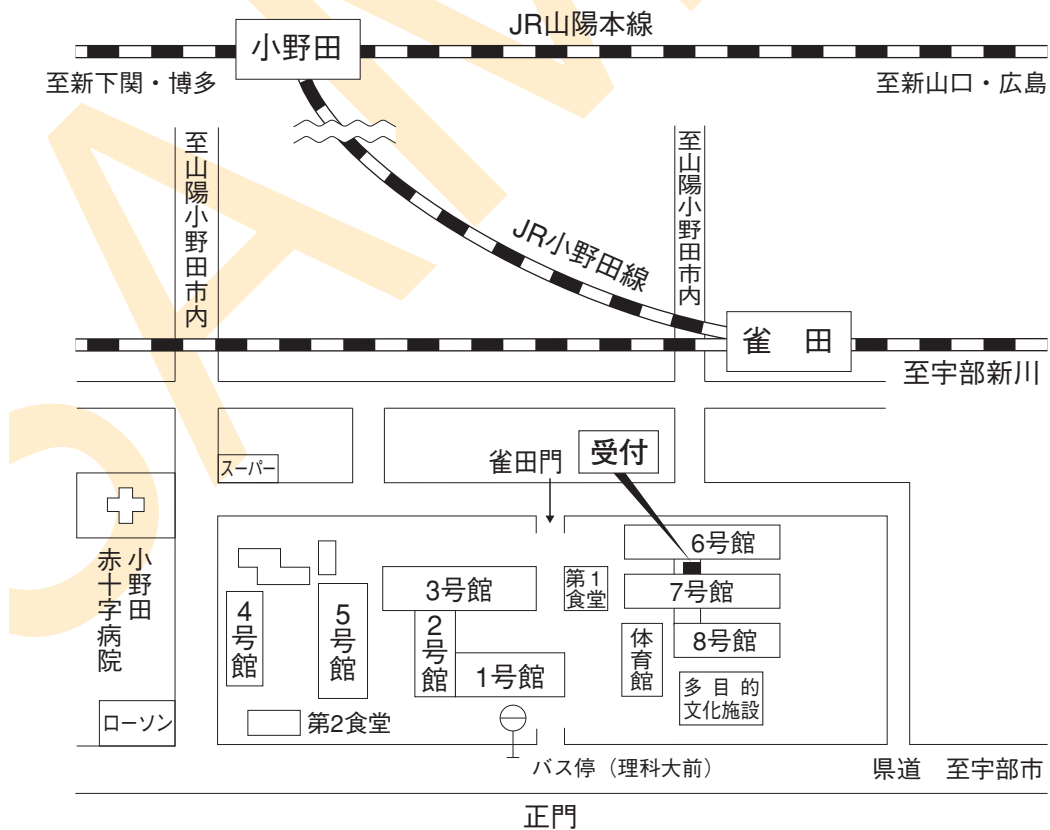 JR山陽本線
小野田
至新下関・博多
至新山口・広島
至山陽小野田市内
至山陽小野田市内
JR小野田線
雀　田
至宇部新川
スーパー
雀田門
受付
小野田
赤十字病院
6号館
3号館
第1
食堂
7号館
4号館
5号館
2号館
体育館
8号館
1号館
多目的
文化施設
ローソン
第2食堂
バス停（理科大前）
県道　至宇部市
正門
SAM